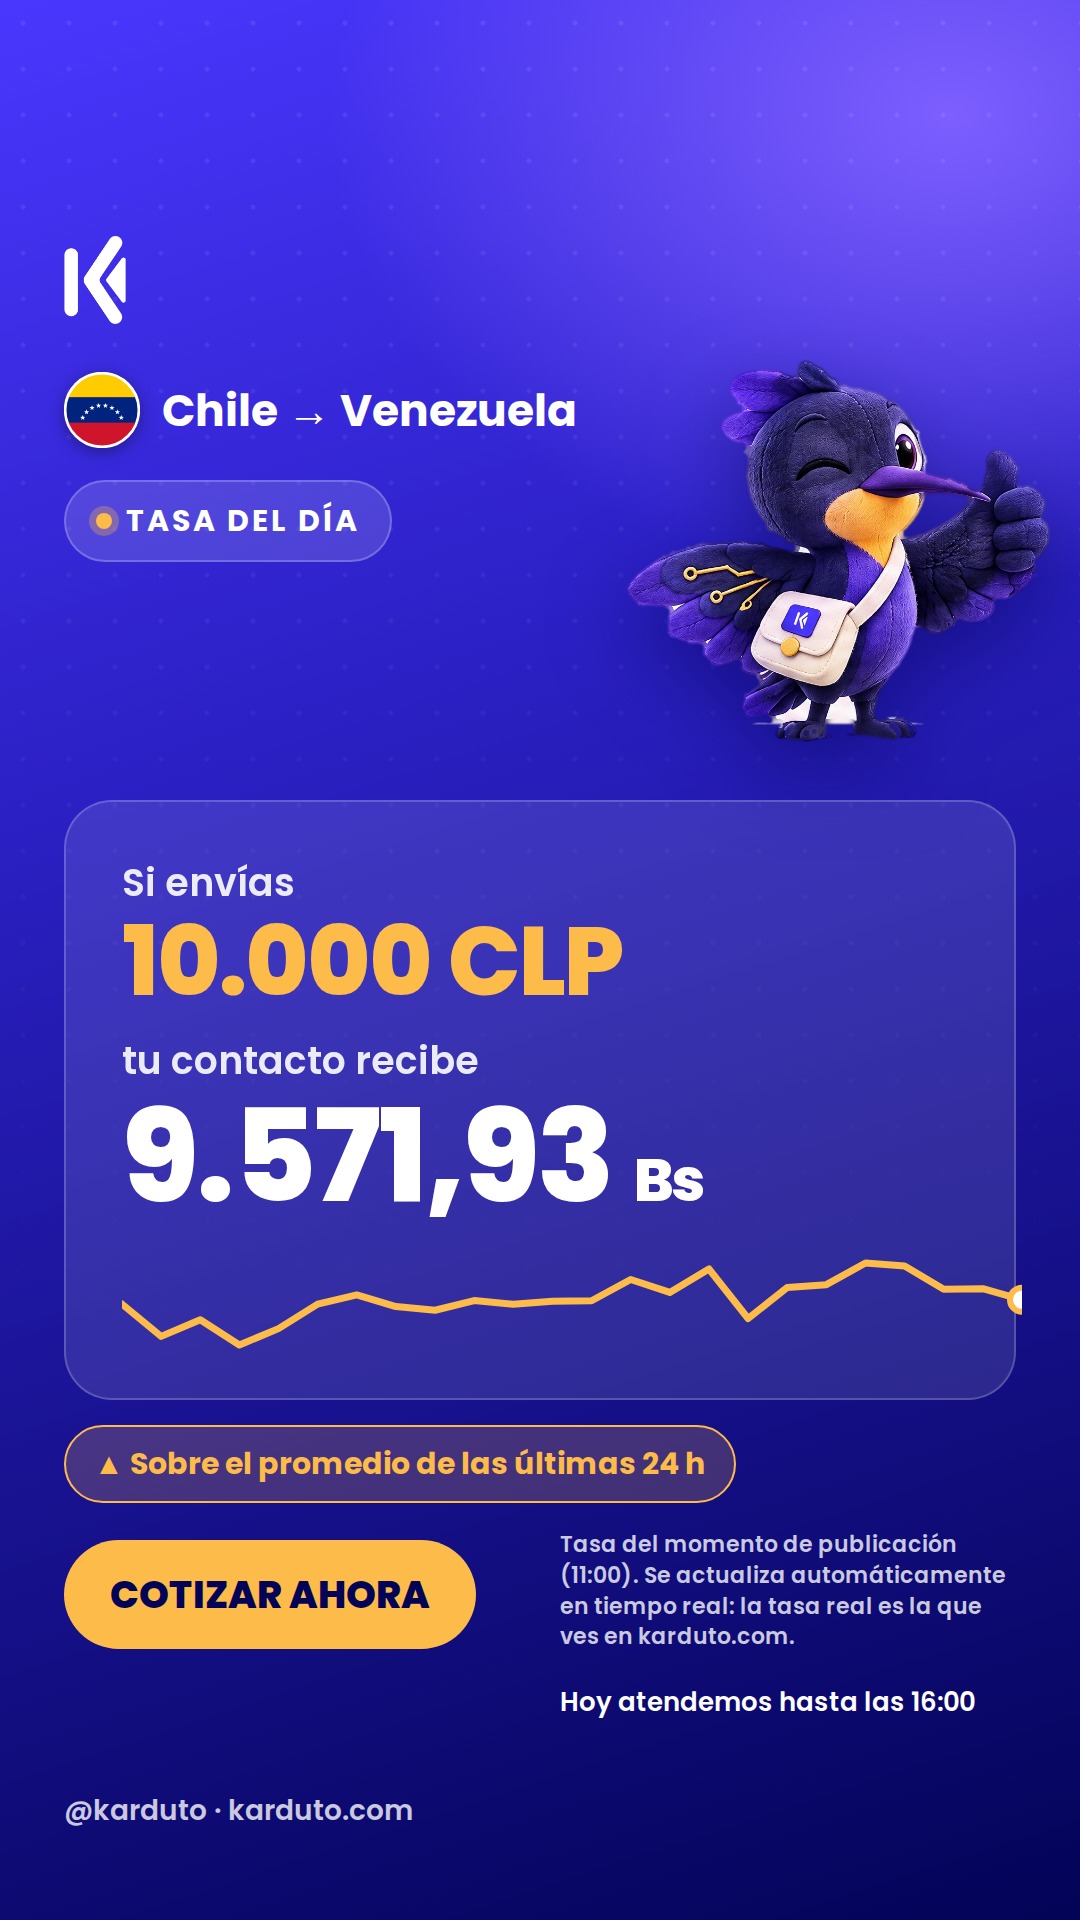 Chile → Venezuela
TASA DEL DÍA
Si envías
10.000 CLP
tu contacto recibe
9.571,93 Bs
▲ Sobre el promedio de las últimas 24 h
COTIZAR AHORA
Tasa del momento de publicación
(11:00). Se actualiza automáticamente
en tiempo real: la tasa real es la que
ves en karduto.com.
Hoy atendemos hasta las 16:00
@karduto · karduto.com